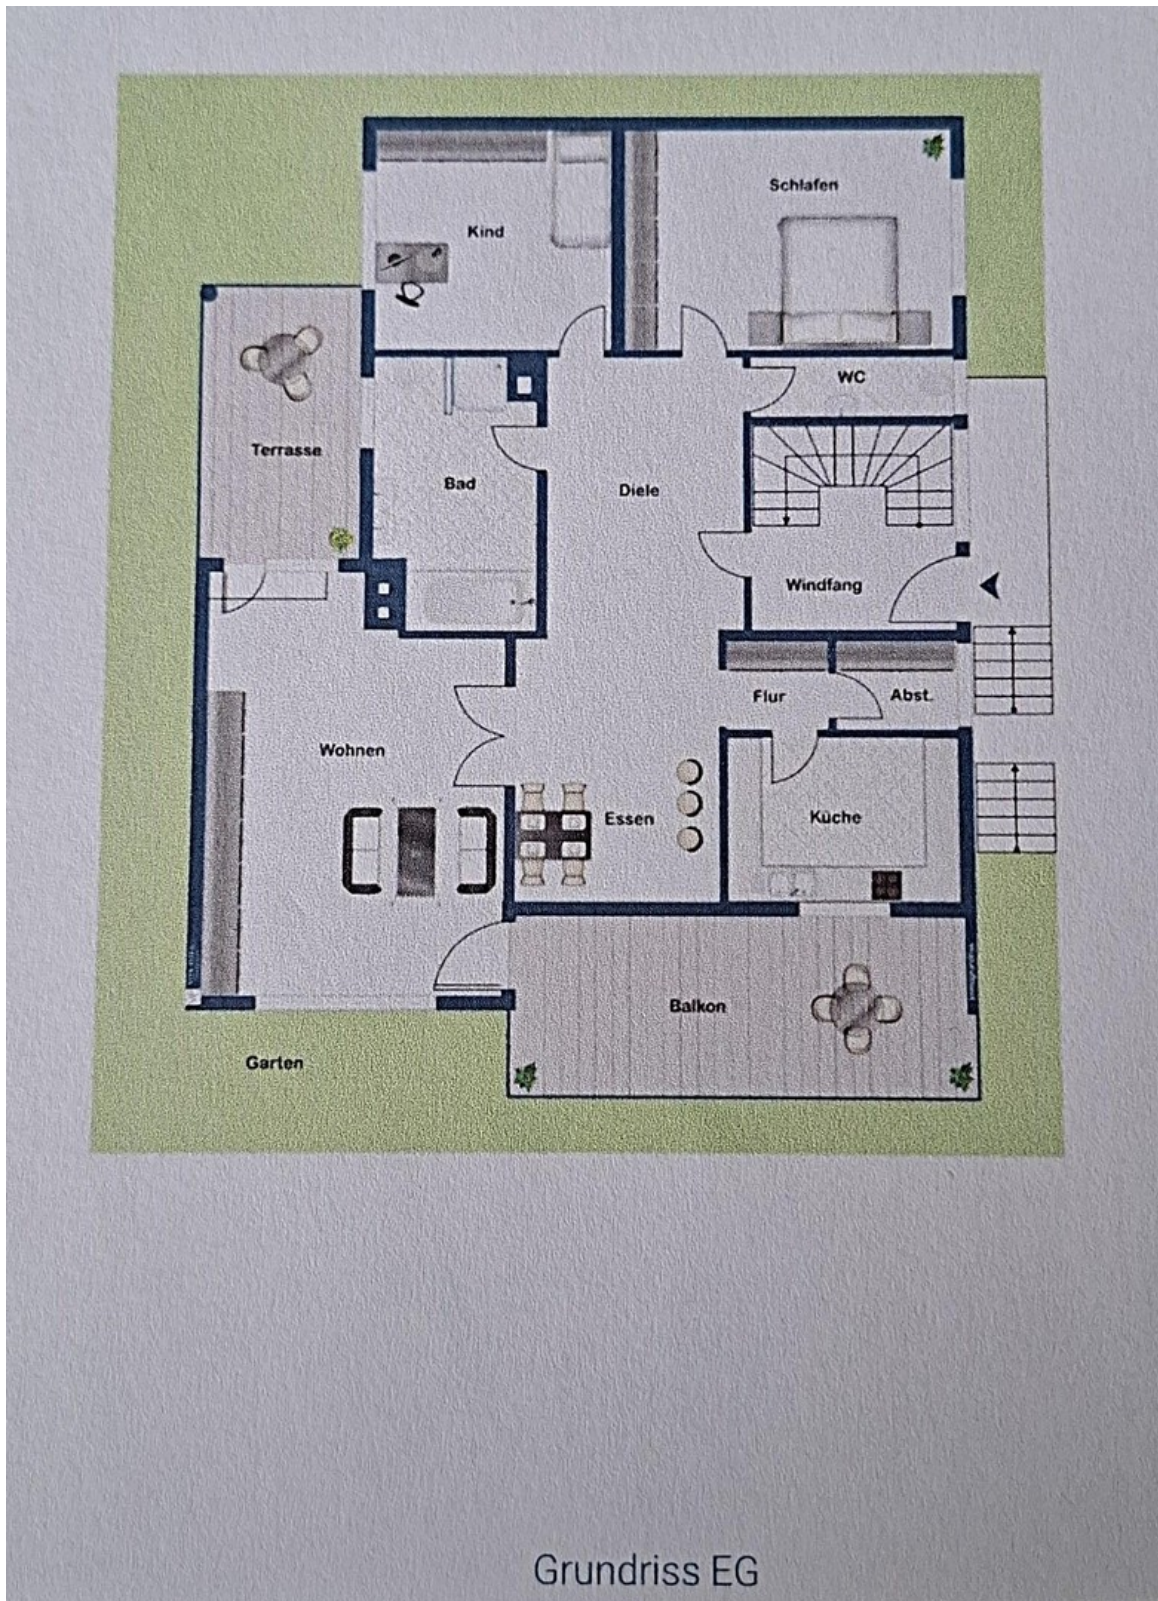 Schlafen
Kind
WC
Terrasse
Bad
Diele
Windfang
Flur
Abst.
Wohnen
Essen
Küche
Balkon
Garten
Grundriss EG